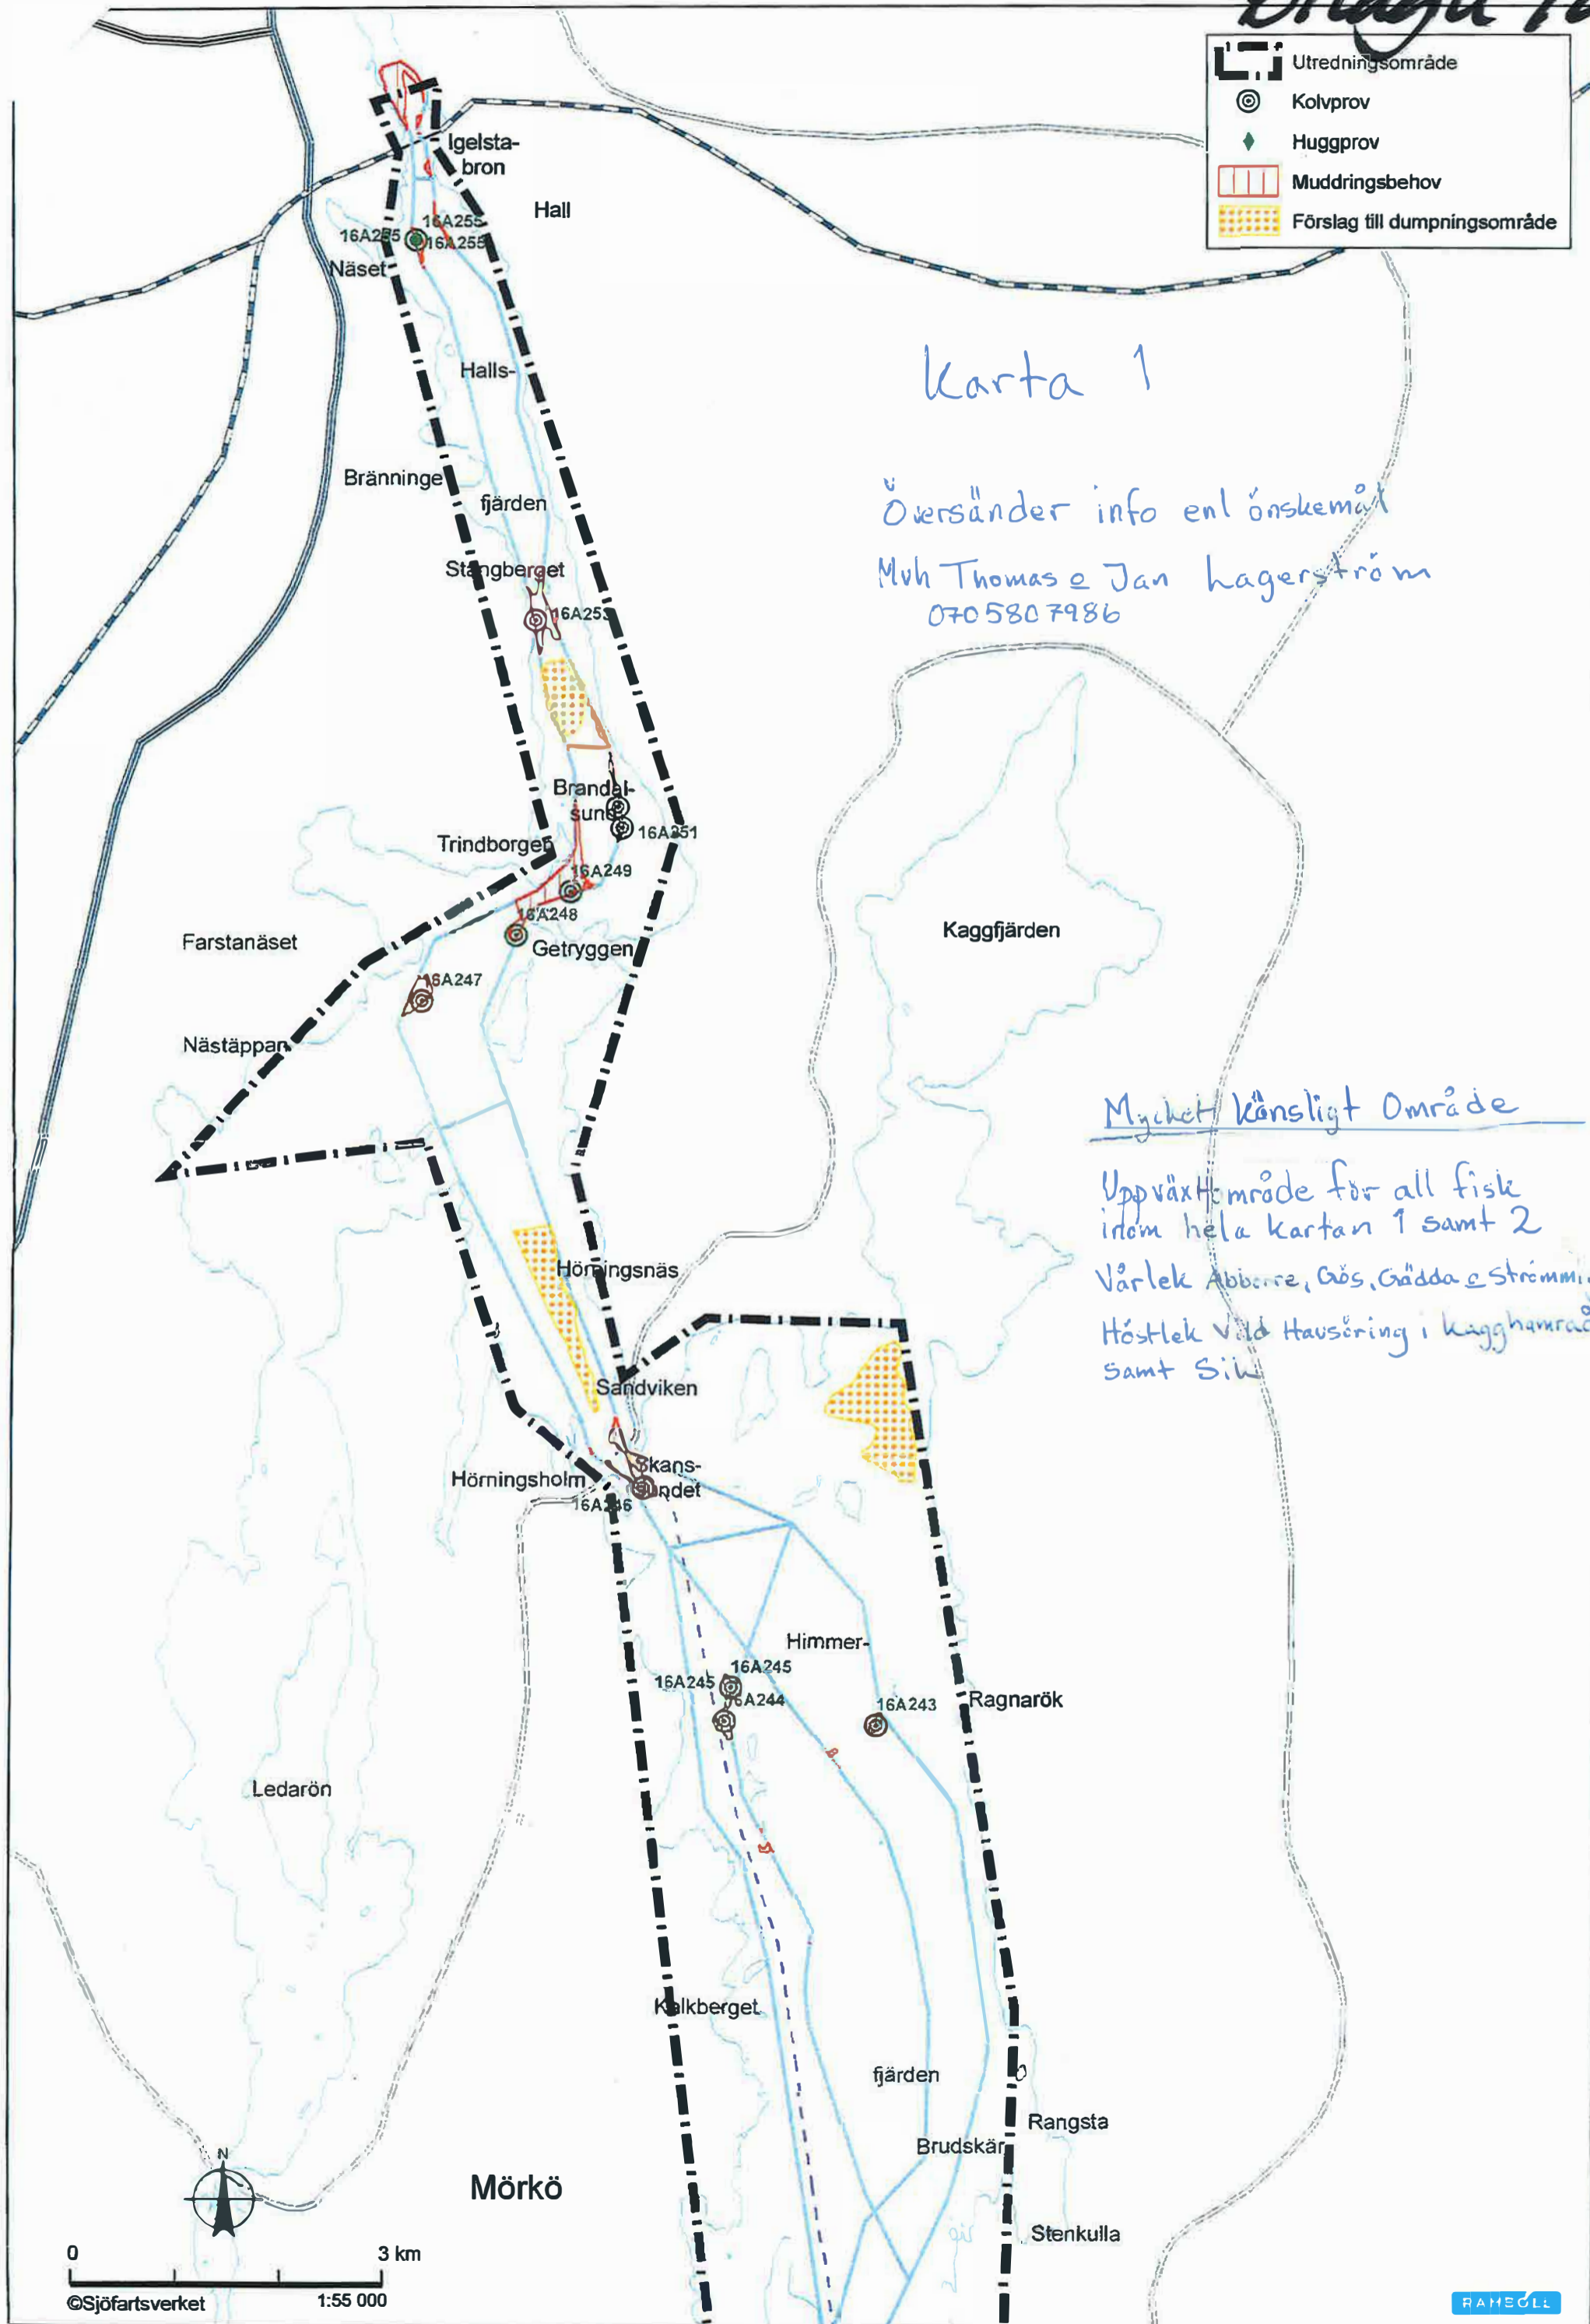 Utredningsområde
Kolvprov
Huggprov
Muddringsbehov
Förslag till dumpningsområde
Igelsta-
bron
Hall
16A255
16A255
16A255
Näset
Karta 1
Halls-
Bränninge
fjärden
Översänder info enl önskemål
Mvh Thomas o Jan Lagerström
0705807986
Stångberget
16A253
Brandal-
sund
16A251
Trindborgen
16A249
16A248
Getryggen
Farstanäset
Kaggfjärden
16A247
Nästäppan
Mycket känsligt Område
Uppväxtområde för all fisk
inom hela kartan 1 samt 2
Vårlek Abborre, Gös, Gädda o
Höstlek Vild Havsöring i
samt Sik
Hörningsnäs
Sandviken
Skans-
sundet
Hörningsholm
16A246
Himmer-
16A245
16A245
16A244
16A243
Ragnarök
Ledarön
Kalkberget
fjärden
Rangsta
Brudskär
Stenkulla
N
Mörkö
0 3 km
©Sjöfartsverket 1:55 000
RAMBOLL